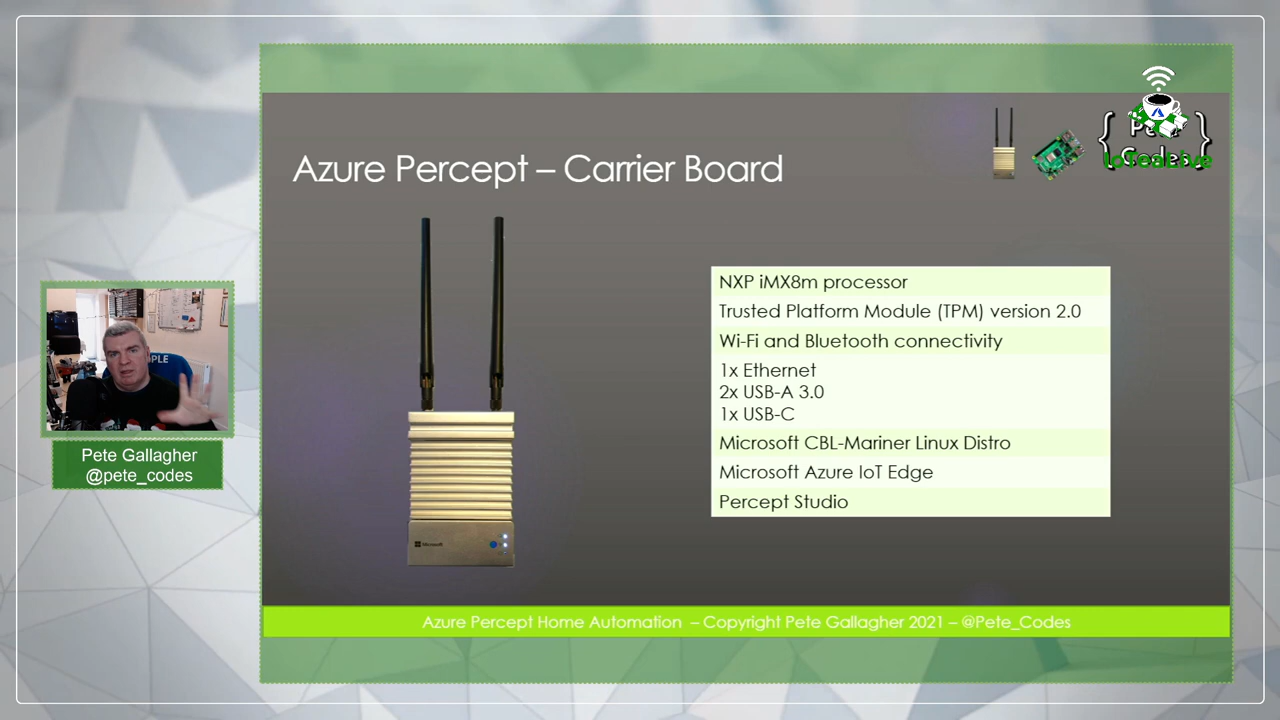 Azure Percept – Carrier Board
NXP iMX8m processor
Trusted Platform Module (TPM) version 2.0
Wi-Fi and Bluetooth connectivity
1x Ethernet
2x USB-A 3.0
1x USB-C
Microsoft CBL-Mariner Linux Distro
Microsoft Azure IoT Edge
Percept Studio
Microsoft
IoTeaLive
Pete Gallagher
@pete_codes
Azure Percept Home Automation – Copyright Pete Gallagher 2021 – @Pete_Codes